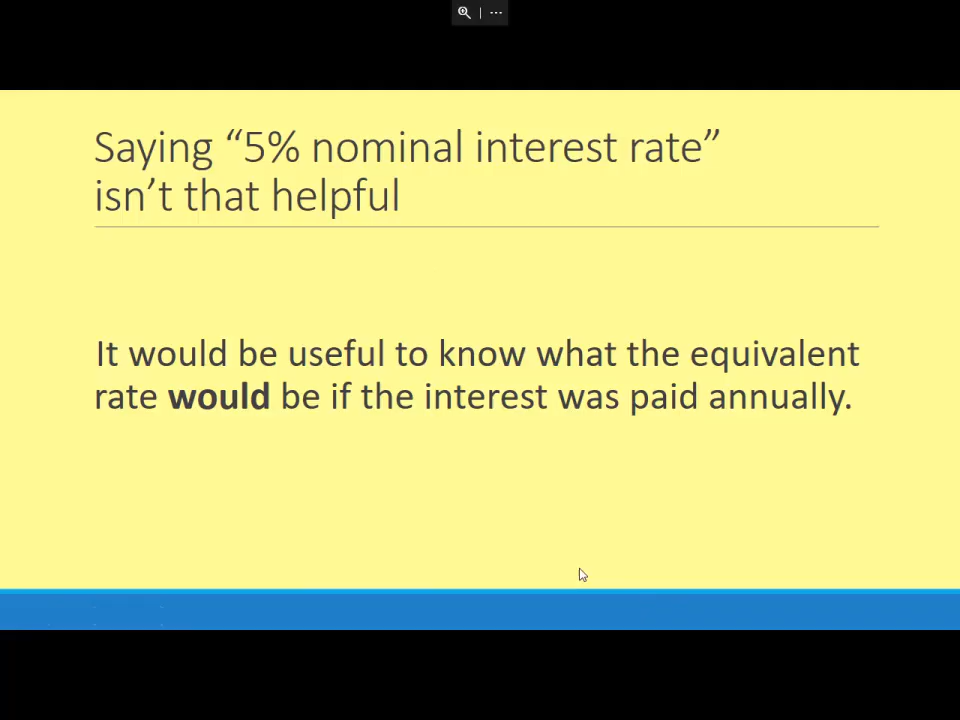 Saying “5% nominal interest rate”
isn’t that helpful
It would be useful to know what the equivalent
rate would be if the interest was paid annually.